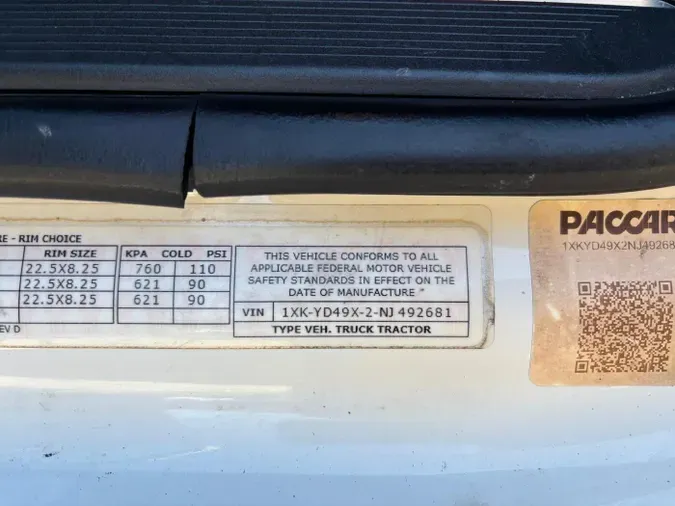 RE - RIM CHOICE
RIM SIZE KPA COLD PSI
22.5X8.25 760 110
22.5X8.25 621 90
22.5X8.25 621 90
EV D
THIS VEHICLE CONFORMS TO ALL
APPLICABLE FEDERAL MOTOR VEHICLE
SAFETY STANDARDS IN EFFECT ON THE
DATE OF MANUFACTURE "
VIN 1XK-YD49X-2-NJ 492681
TYPE VEH. TRUCK TRACTOR
PACCAR
1XKYD49X2NJ49268